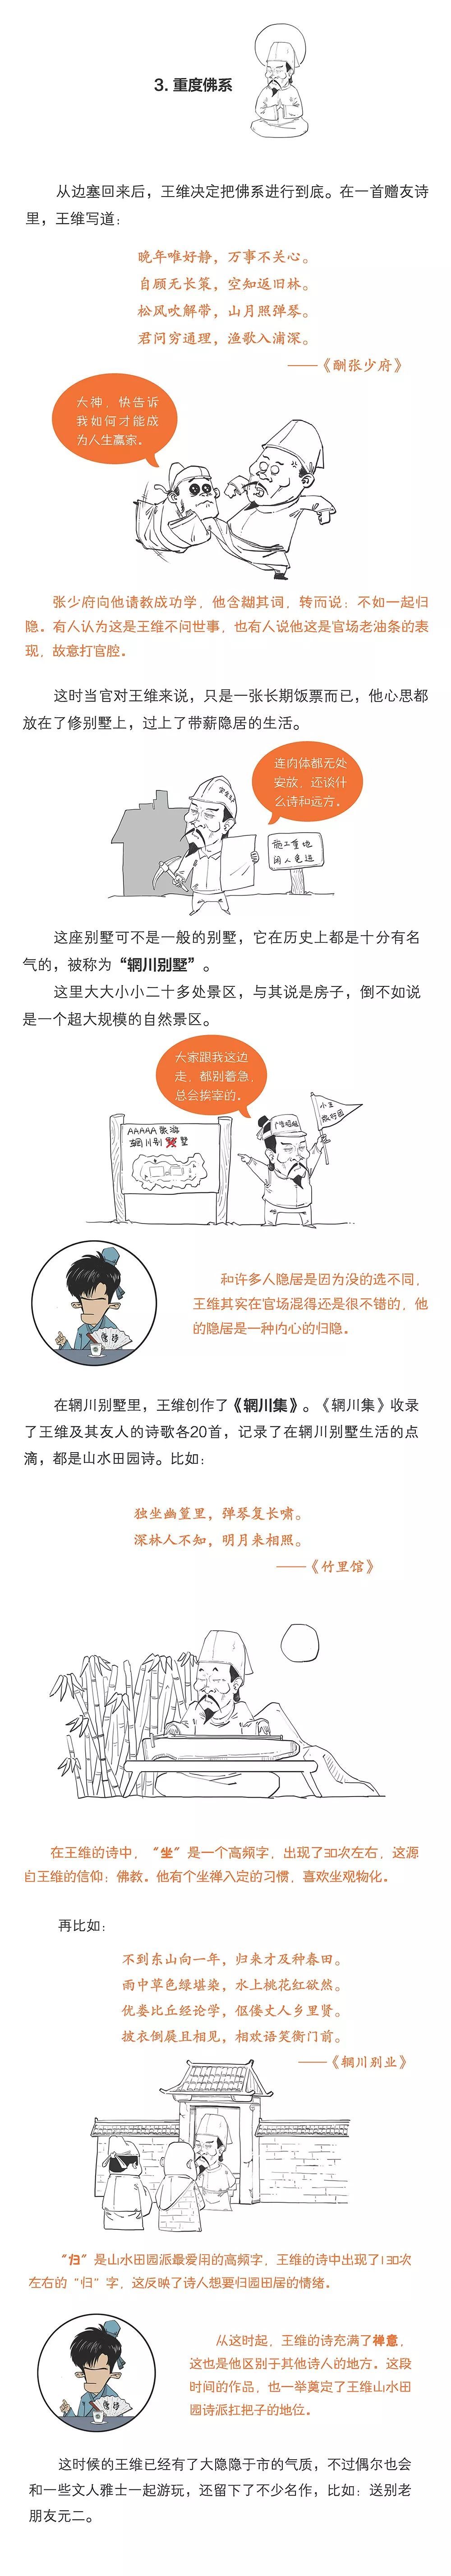 3. 重度佛系
从边塞回来后，王维决定把佛系进行到底。在一首赠友诗
里，王维写道：
晚年唯好静，万事不关心。
自顾无长策，空知返旧林。
松风吹解带，山月照弹琴。
君问穷通理，渔歌入浦深。
——《酬张少府》
大神，快告诉
我如何才能成
为人生赢家。
张少府向他请教成功学，他含糊其词，转而说：不如一起归
隐。有人认为这是王维不问世事，也有人说他这是官场老油条的表
现，故意打官腔。
这时当官对王维来说，只是一张长期饭票而已，他心思都
放在了修别墅上，过上了带薪隐居的生活。
连肉体都无处
安放，还谈什
么诗和远方。
施工重地
闲人免进
这座别墅可不是一般的别墅，它在历史上都是十分有名
气的，被称为“辋川别墅”。
这里大大小小二十多处景区，与其说是房子，倒不如说
是一个超大规模的自然景区。
大家跟我这边
走，都别着急，
总会挨宰的。
AAAAA旅游
辋川别墅
小王
旅行团
和许多人隐居是因为没的选不同，
王维其实在官场混得还是很不错的，他
的隐居是一种内心的归隐。
在辋川别墅里，王维创作了《辋川集》。《辋川集》收录
了王维及其友人的诗歌各20首，记录了在辋川别墅生活的点
滴，都是山水田园诗。比如：
独坐幽篁里，弹琴复长啸。
深林人不知，明月来相照。
——《竹里馆》
在王维的诗中，“坐”是一个高频字，出现了30次左右，这源
自王维的信仰：佛教。他有个坐禅入定的习惯，喜欢坐观物化。
再比如：
不到东山向一年，归来才及种春田。
雨中草色绿堪染，水上桃花红欲然。
优娄比丘经论学，伛偻丈人乡里贤。
披衣倒屣且相见，相欢语笑衡门前。
——《辋川别业》
“归”是山水田园派最爱用的高频字，王维的诗中出现了130次
左右的“归”字，这反映了诗人想要归园田居的情绪。
从这时起，王维的诗充满了禅意，
这也是他区别于其他诗人的地方。这段
时间的作品，也一举奠定了王维山水田
园诗派扛把子的地位。
这时候的王维已经有了大隐隐于市的气质，不过偶尔也会
和一些文人雅士一起游玩，还留下了不少名作，比如：送别老
朋友元二。